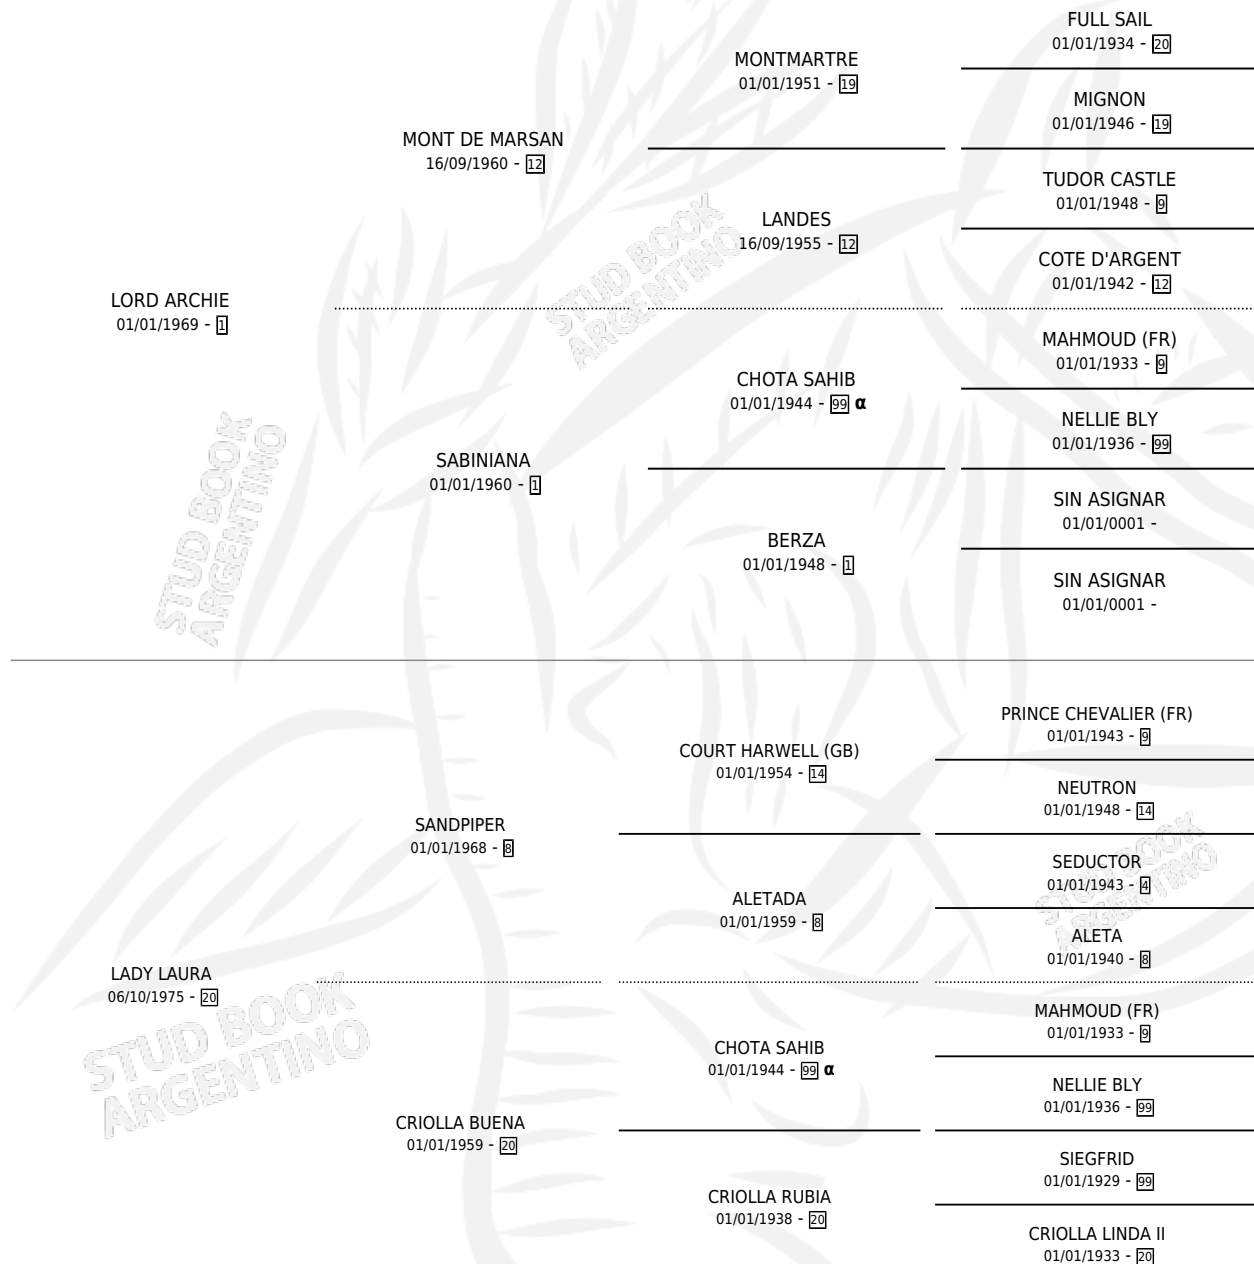 FULL SAIL
01/01/1934 - 20
MONTMARTRE
01/01/1951 - 19
MIGNON
01/01/1946 - 19
MONT DE MARSAN
16/09/1960 - 12
TUDOR CASTLE
01/01/1948 - 9
LANDES
16/09/1955 - 12
COTE D'ARGENT
01/01/1942 - 12
LORD ARCHIE
01/01/1969 - 1
MAHMOUD (FR)
01/01/1933 - 9
CHOTA SAHIB
01/01/1944 - 99 α
NELLIE BLY
01/01/1936 - 99
SABINIANA
01/01/1960 - 1
SIN ASIGNAR
01/01/0001 -
BERZA
01/01/1948 - 1
SIN ASIGNAR
01/01/0001 -
STUD BOOK
ARGENTINO
STUD BOOK
ARGENTINO
PRINCE CHEVALIER (FR)
01/01/1943 - 9
COURT HARWELL (GB)
01/01/1954 - 14
NEUTRON
01/01/1948 - 14
SANDPIPER
01/01/1968 - 8
SEDUCTOR
01/01/1943 - 4
ALETADA
01/01/1959 - 8
ALETA
01/01/1940 - 8
STUD BOOK
ARGENTINO
LADY LAURA
06/10/1975 - 20
MAHMOUD (FR)
01/01/1933 - 9
CHOTA SAHIB
01/01/1944 - 99 α
NELLIE BLY
01/01/1936 - 99
STUD BOOK
ARGENTINO
CRIOLLA BUENA
01/01/1959 - 20
SIEGFRID
01/01/1929 - 99
CRIOLLA RUBIA
01/01/1938 - 20
CRIOLLA LINDA II
01/01/1933 - 20